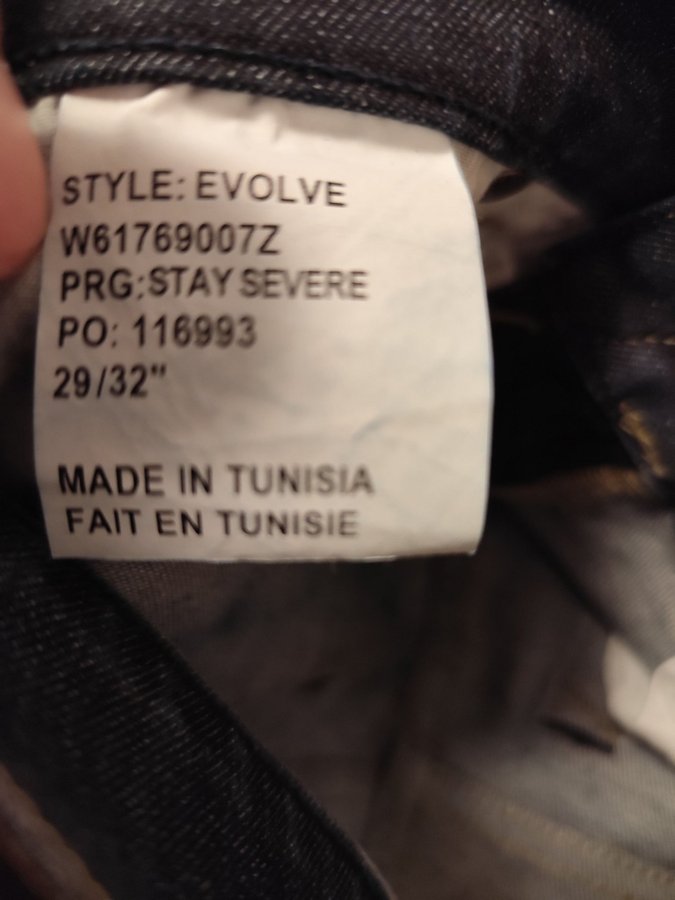 STYLE: EVOLVE
W61769007Z
PRG:STAY SEVERE
PO: 116993
29/32"
MADE IN TUNISIA
FAIT EN TUNISIE